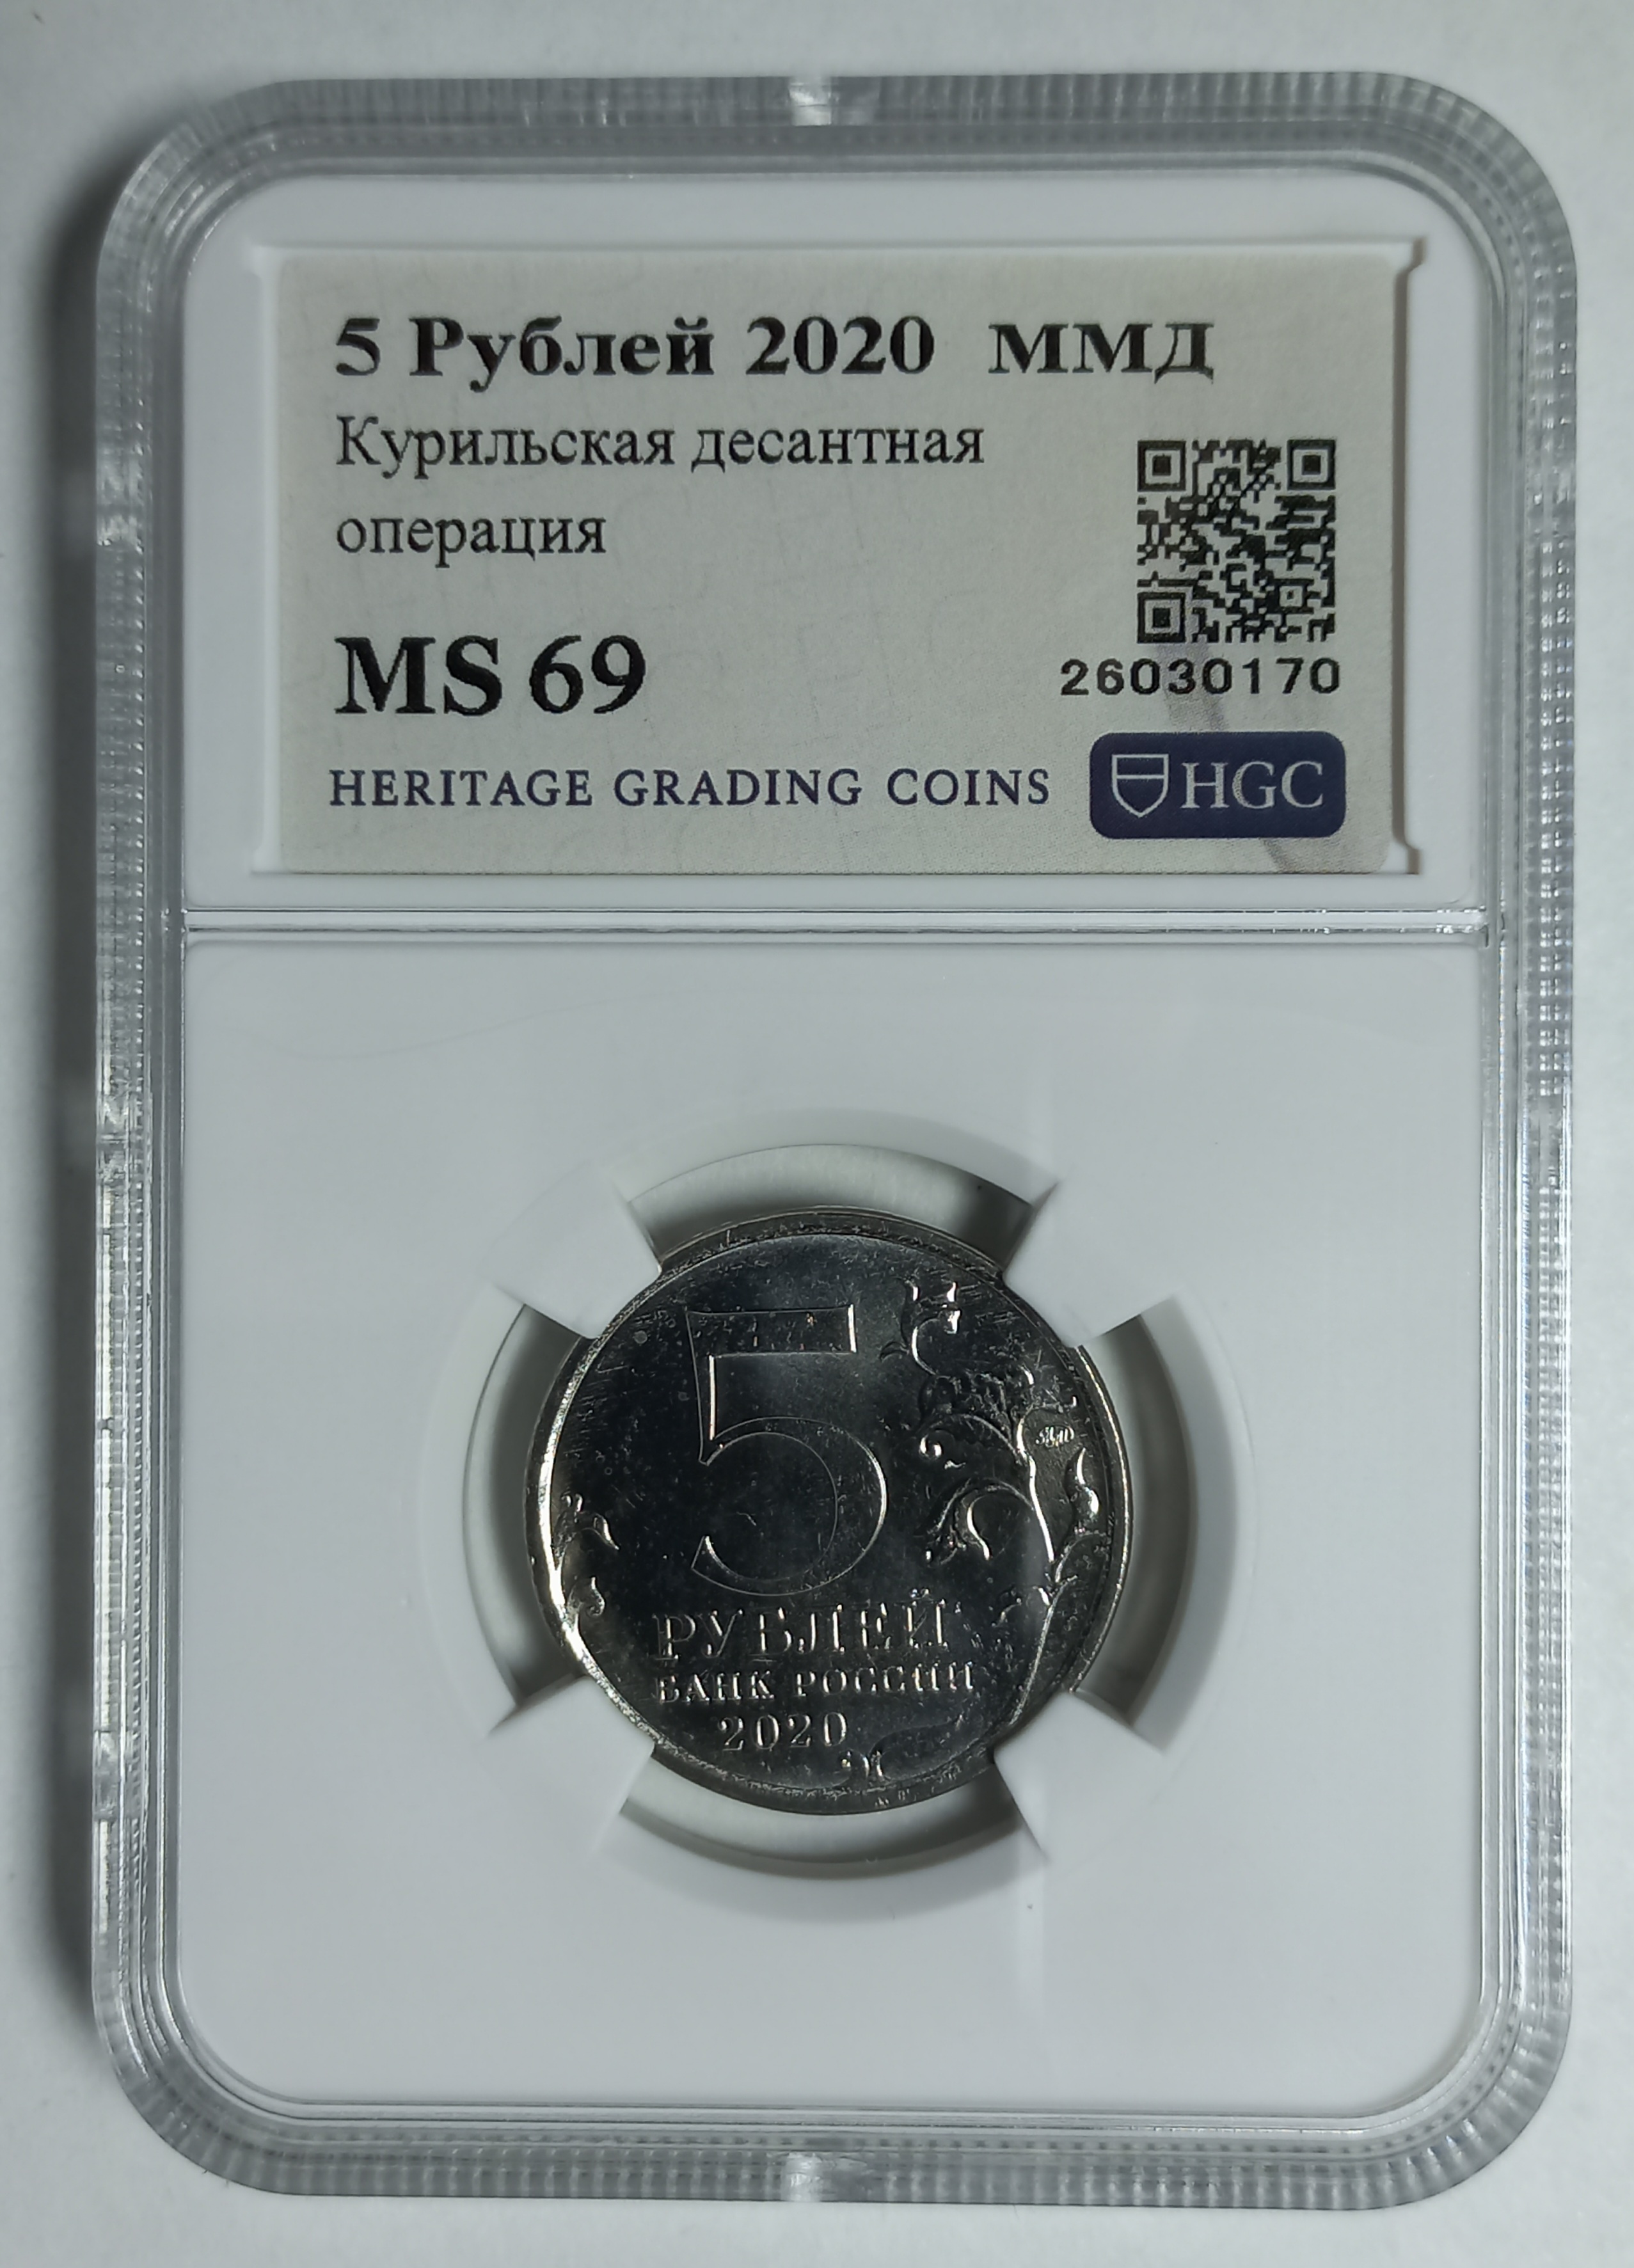 5 Рублей 2020 ММД
Курильская десантная
операция
MS 69
26030170
HERITAGE GRADING COINS HGC
5
РУБЛЕЙ
БАНК РОССИИ
2020